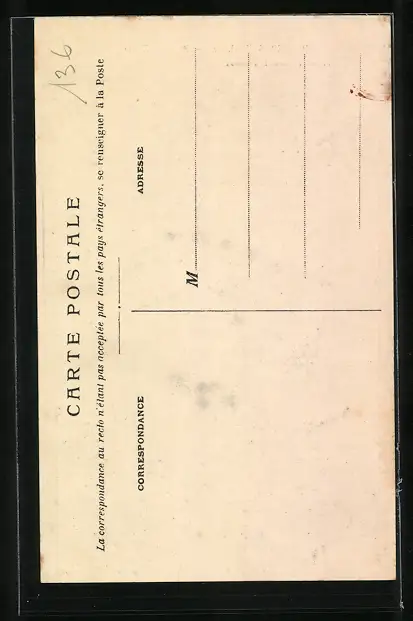 136
CARTE POSTALE
La correspondance au recto n'étant pas acceptée par tous les pays étrangers, se renseigner à la Poste
CORRESPONDANCE
ADRESSE
M